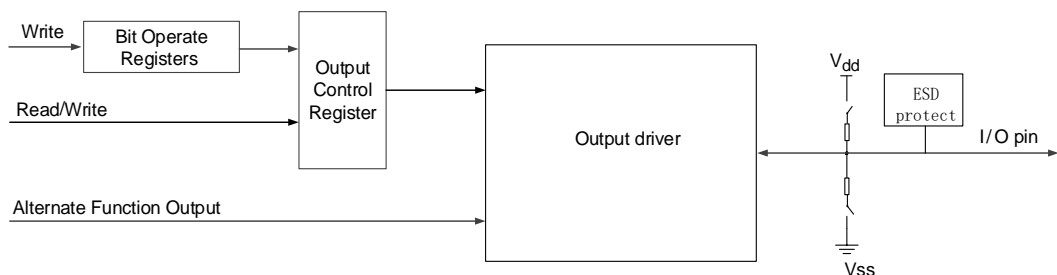 Write
Bit Operate
Registers
Output
Control
Register
Read/Write
Alternate Function Output
Output driver
Vdd
ESD
protect
I/O pin
Vss